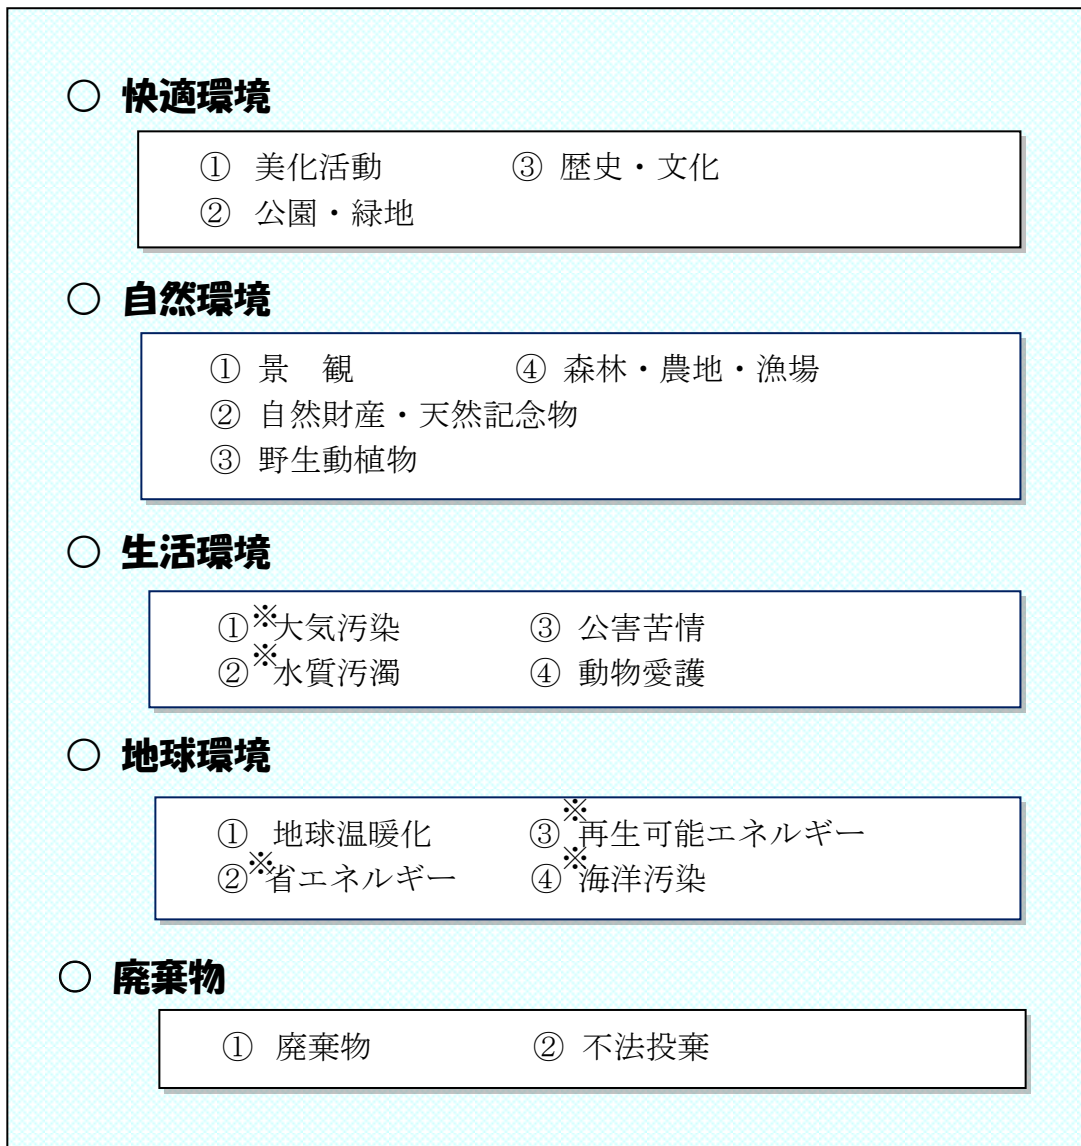 ○ 快適環境
① 美化活動　③ 歴史・文化
② 公園・緑地
○ 自然環境
① 景　観　④ 森林・農地・漁場
② 自然財産・天然記念物
③ 野生動植物
○ 生活環境
①※大気汚染　③ 公害苦情
②※水質汚濁　④ 動物愛護
○ 地球環境
① 地球温暖化　③※再生可能エネルギー
②※省エネルギー　④※海洋汚染
○ 廃棄物
① 廃棄物　② 不法投棄